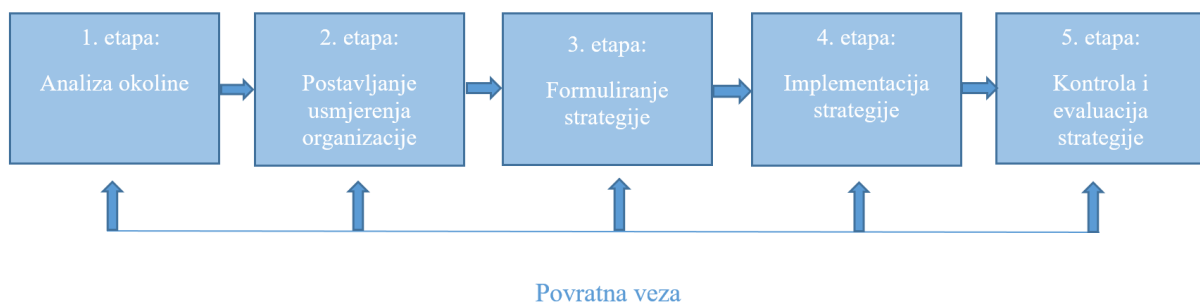 1. etapa:
Analiza okoline
2. etapa:
Postavljanje
usmjerenja
organizacije
3. etapa:
Formuliranje
strategije
4. etapa:
Implementacija
strategije
5. etapa:
Kontrola i
evaluacija
strategije
Povratna veza